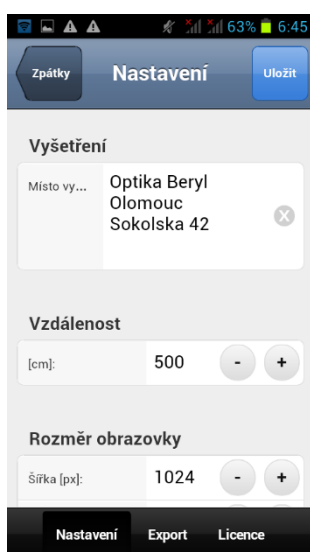 63% 6:45
Zpátky Nastavení Uložit
Vyšetření
Místo vy... Optika Beryl
Olomouc
Sokolska 42
Vzdálenost
[cm]: 500 - +
Rozměr obrazovky
Šířka [px]: 1024 - +
Nastavení Export Licence